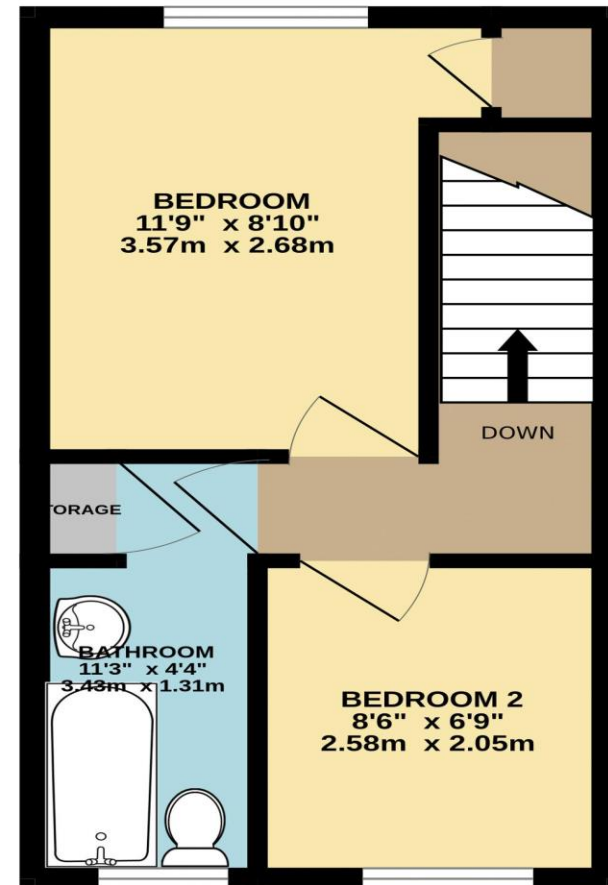 BEDROOM
11'9" x 8'10"
3.57m x 2.68m
DOWN
TORAGE
BATHROOM
11'3" x 4'4"
3.43m x 1.31m
BEDROOM 2
8'6" x 6'9"
2.58m x 2.05m